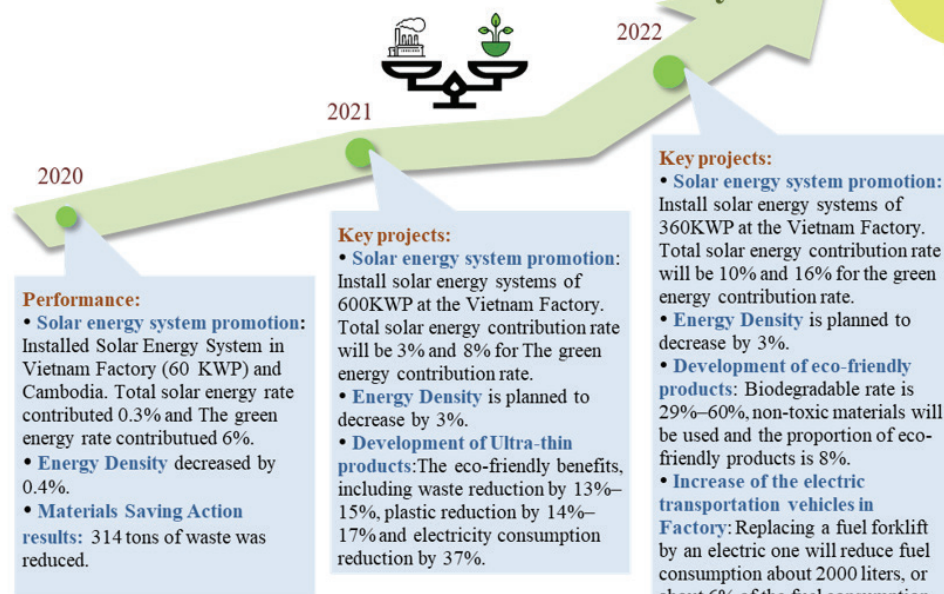 2020
Performance:
• Solar energy system promotion:
Installed Solar Energy System in
Vietnam Factory (60 KWP) and
Cambodia. Total solar energy rate
contributed 0.3% and The green
energy rate contributued 6%.
• Energy Density decreased by
0.4%.
• Materials Saving Action
results: 314 tons of waste was
reduced.
2021
Key projects:
• Solar energy system promotion:
Install solar energy systems of
600KWP at the Vietnam Factory.
Total solar energy contribution rate
will be 3% and 8% for The green
energy contribution rate.
• Energy Density is planned to
decrease by 3%.
• Development of Ultra-thin
products:The eco-friendly benefits,
including waste reduction by 13%–
15%, plastic reduction by 14%–
17% and electricity consumption
reduction by 37%.
2022
Key projects:
• Solar energy system promotion:
Install solar energy systems of
360KWP at the Vietnam Factory.
Total solar energy contribution rate
will be 10% and 16% for the green
energy contribution rate.
• Energy Density is planned to
decrease by 3%.
• Development of eco-friendly
products: Biodegradable rate is
29%–60%, non-toxic materials will
be used and the proportion of eco-
friendly products is 8%.
• Increase of the electric
transportation vehicles in
Factory: Replacing a fuel forklift
by an electric one will reduce fuel
consumption about 2000 liters, or
about 6% of the fuel consumption